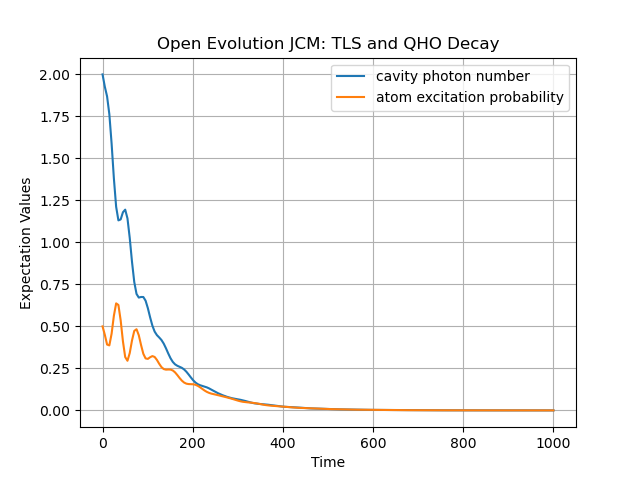 Open Evolution JCM: TLS and QHO Decay
cavity photon number
atom excitation probability
Expectation Values
2.00
1.75
1.50
1.25
1.00
0.75
0.50
0.25
0.00
0 200 400 600 800 1000
Time